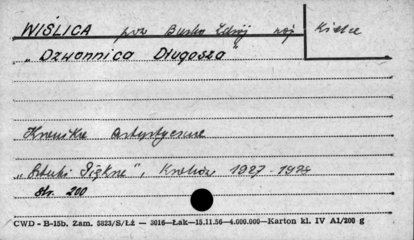 WIŚLICA pow Busko Zdrój woj Kielce
„Dzwonnica Długosza"
Kronika Artystyczna
„Sztuki Piękne", Kraków 1927-1928
str. 200
CWD - B-15b. Zam. 5823/S/Łż — 3016—Łak—15.11.56—4.000.000—Karton kl. IV A1/200 g